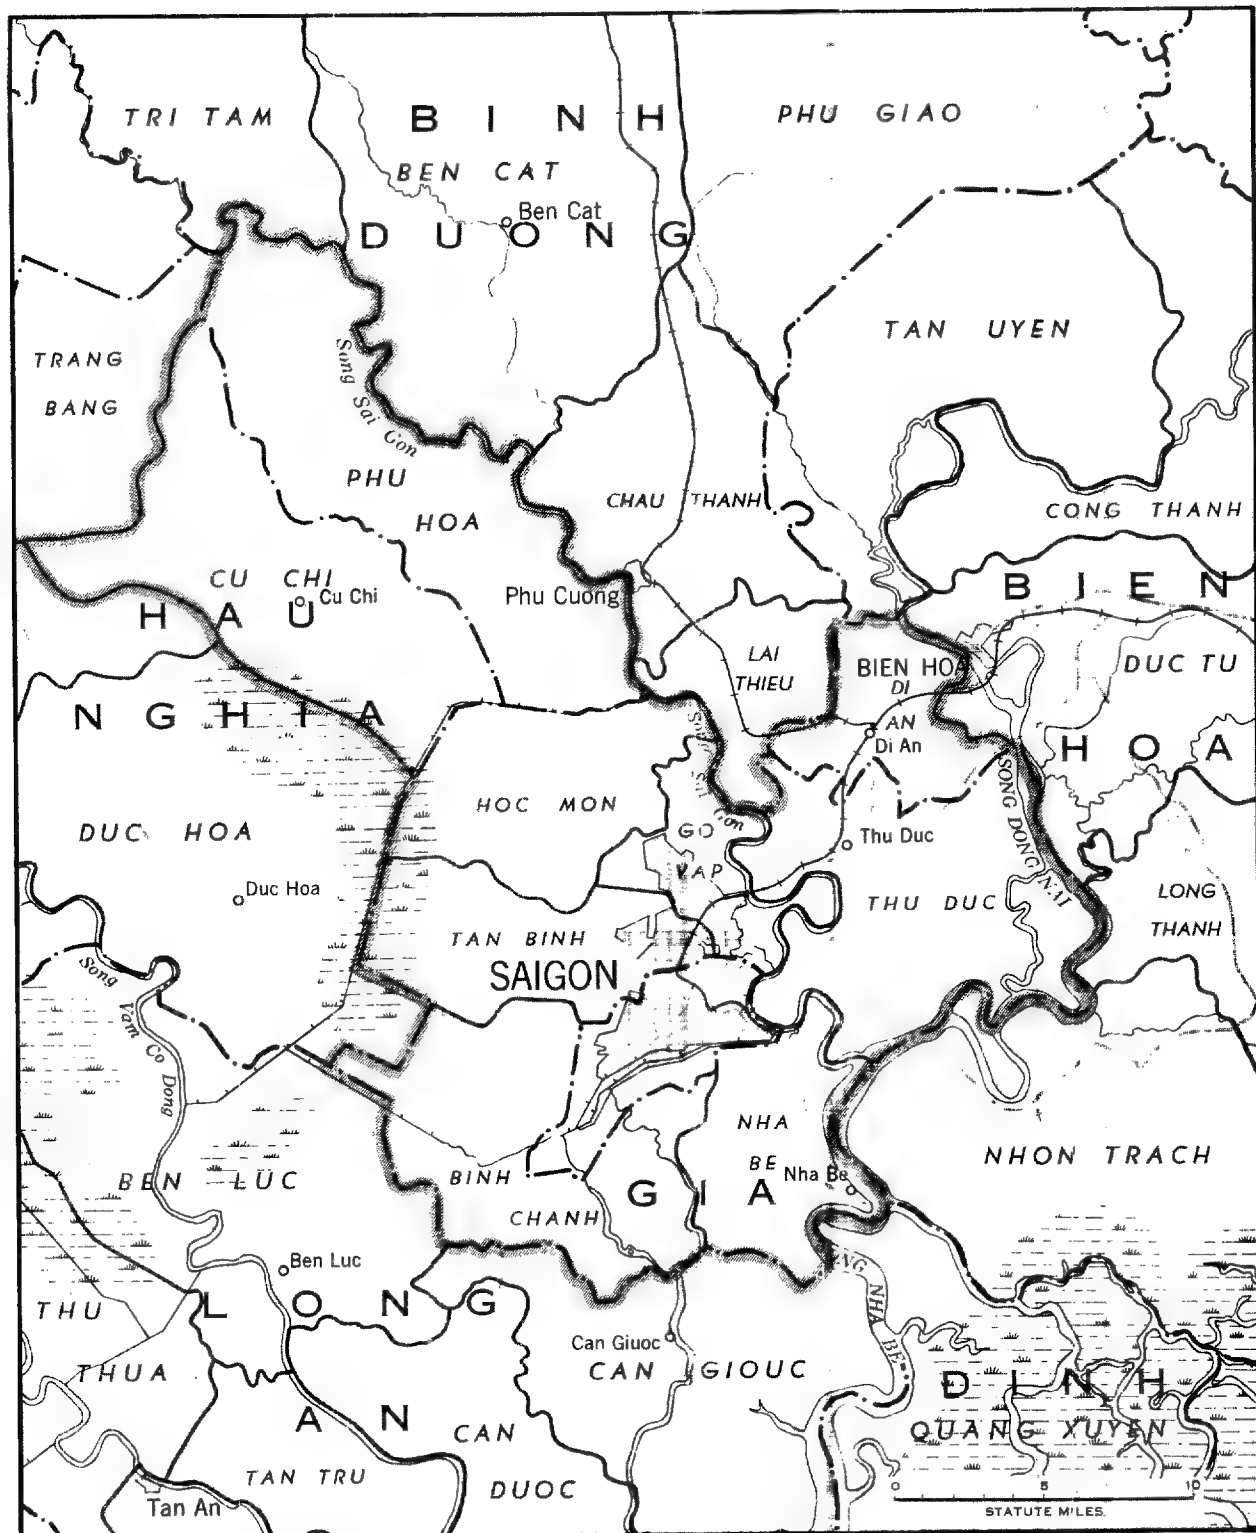 TRI TAM
BINH
PHU GIAO
BEN CAT
Ben Cat
DUONG
TAN UYEN
TRANG
BANG
Song Sai Gon
PHU
HOA
CHAU THANH
CONG THANH
CU CHI
Cu Chi
HAU
Phu Cuong
BIEN
LAI
THIEU
BIEN HOA
DUC TU
DI
AN
Di An
NGHIA
HOA
HOC MON
DUC HOA
Duc Hoa
GO
VAP
Thu Duc
SONG DONG NAI
THU DUC
LONG
THANH
TAN BINH
SAIGON
Song Vam Co Dong
NHA
BE
Nha Be
NHON TRACH
BEN LUC
BINH
CHANH
GIA
Ben Luc
NHA BE
THU
THUA
LONG
Can Giuoc
CAN GIOUC
DINH
QUANG XUYEN
AN
CAN
DUOC
TAN TRU
Tan An
0 5 10
STATUTE MILES